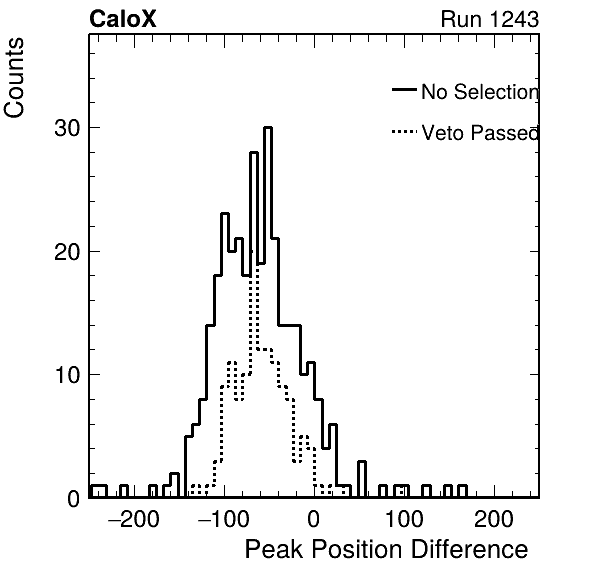 CaloX Run 1243
Counts
No Selection
Veto Passed
30
20
10
0
−200 −100 0 100 200
Peak Position Difference